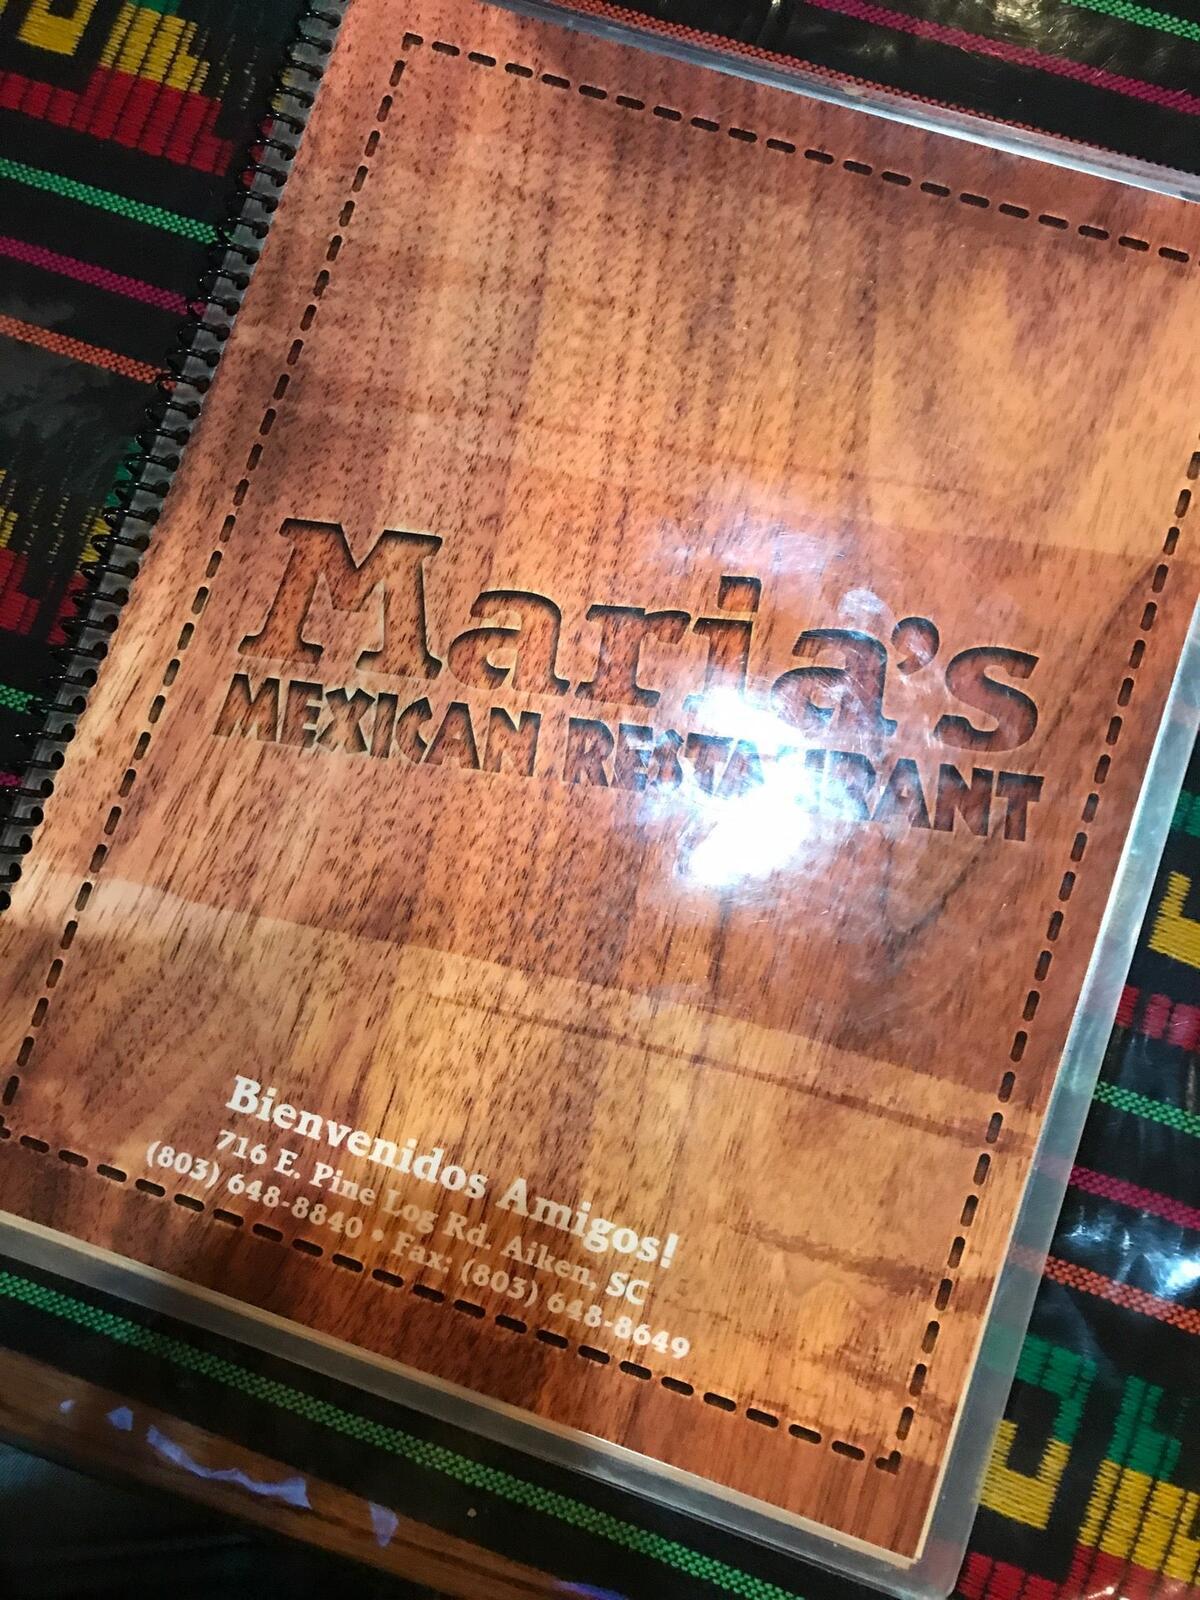 Maria's
MEXICAN RESTAURANT
Bienvenidos Amigos!
716 E. Pine Log Rd. Aiken, SC
(803) 648-8840 • Fax: (803) 648-8649